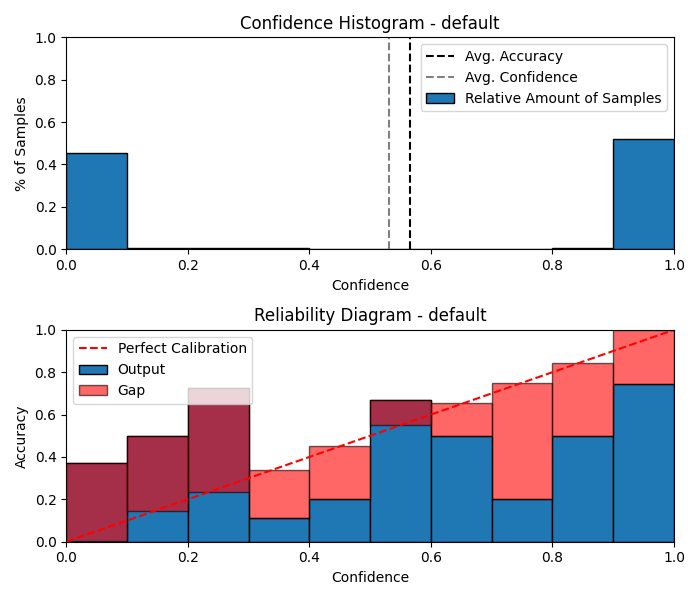 Confidence Histogram - default
1.0
0.8
0.6
0.4
0.2
0.0
% of Samples
Avg. Accuracy
Avg. Confidence
Relative Amount of Samples
0.0 0.2 0.4 0.6 0.8 1.0
Confidence
Reliability Diagram - default
1.0
0.8
0.6
0.4
0.2
0.0
Accuracy
Perfect Calibration
Output
Gap
0.0 0.2 0.4 0.6 0.8 1.0
Confidence